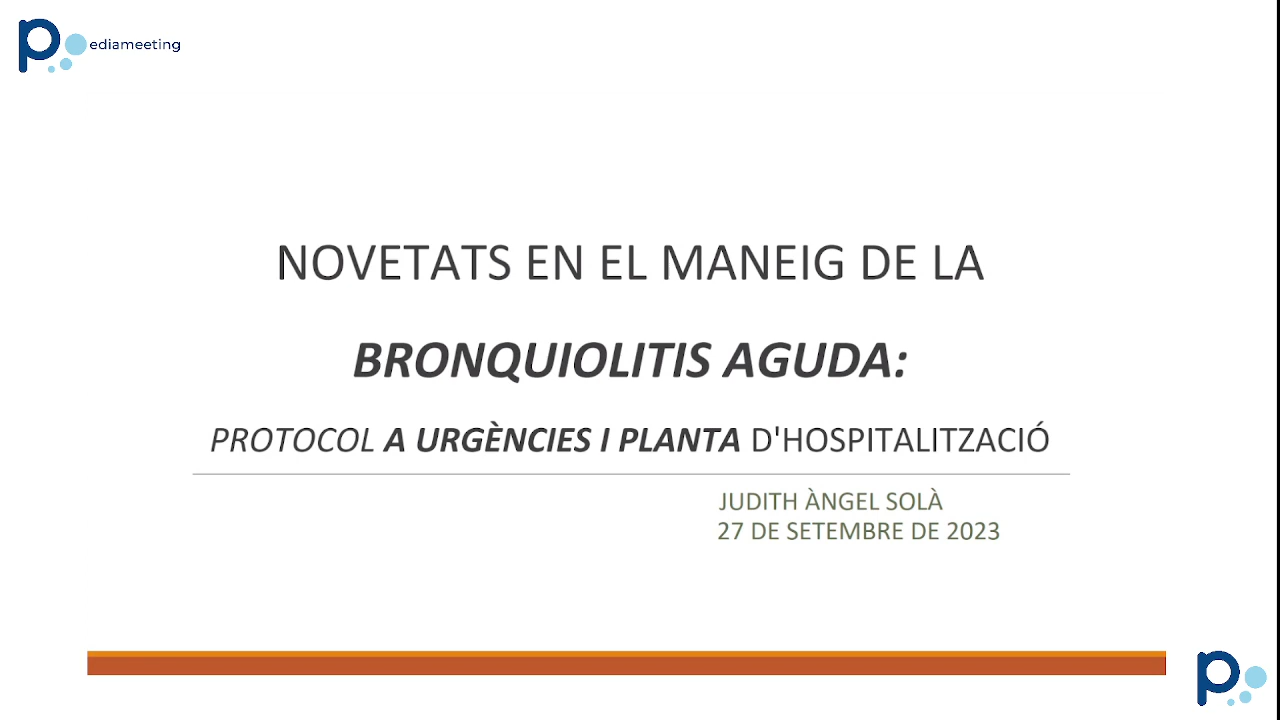 pediameeting
NOVETATS EN EL MANEIG DE LA
BRONQUIOLITIS AGUDA:
PROTOCOL A URGÈNCIES I PLANTA D'HOSPITALITZACIÓ
JUDITH ÀNGEL SOLÀ
27 DE SETEMBRE DE 2023
p